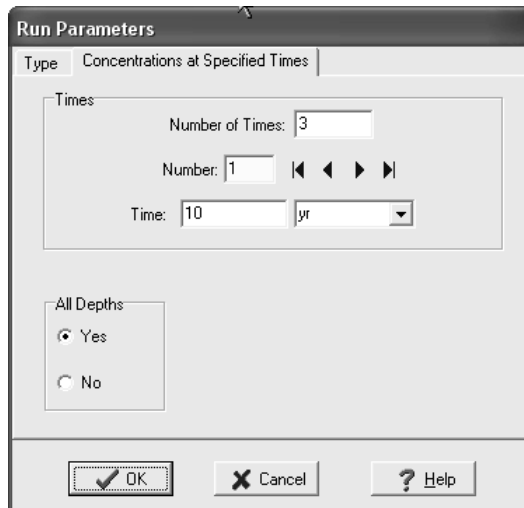 Run Parameters
Type Concentrations at Specified Times
Times
Number of Times: 3
Number: 1
Time: 10 yr
All Depths
Yes
No
OK Cancel Help